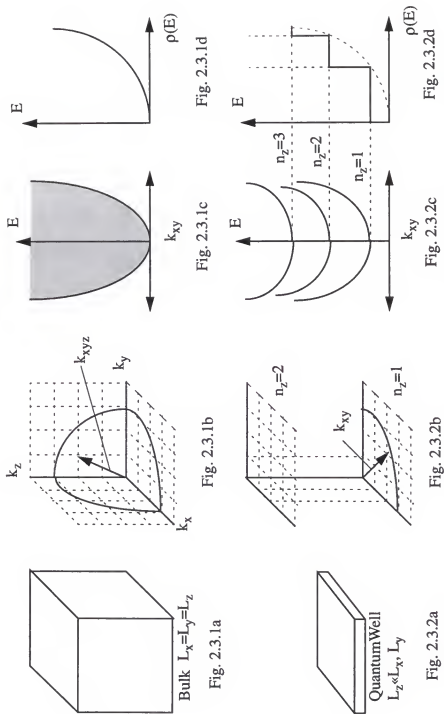 Bulk L_x=L_y=L_z
Fig. 2.3.1a
k_z
k_xyz
k_y
k_x
Fig. 2.3.1b
E
k_xy
Fig. 2.3.1c
E
ρ(E)
Fig. 2.3.1d
QuantumWell
L_z«L_x, L_y
Fig. 2.3.2a
n_z=2
k_xy
n_z=1
Fig. 2.3.2b
E
k_xy
Fig. 2.3.2c
n_z=3
n_z=2
n_z=1
E
ρ(E)
Fig. 2.3.2d